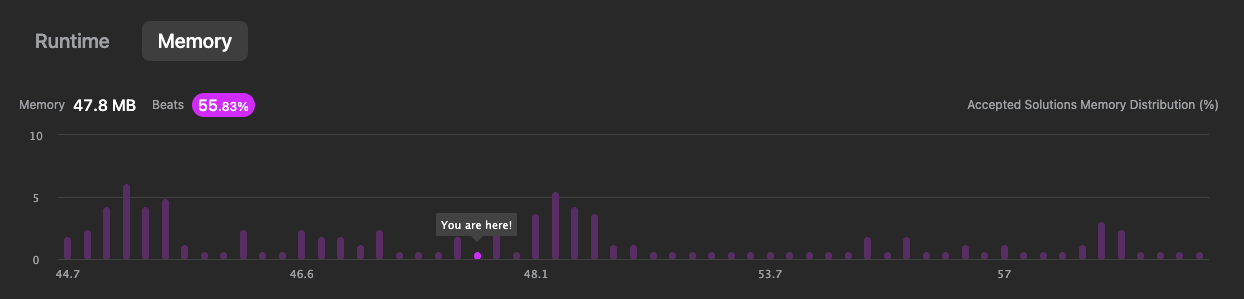 Runtime Memory
Memory 47.8 MB Beats 55.83% Accepted Solutions Memory Distribution (%)
10
5
You are here!
0
44.7 46.6 48.1 53.7 57